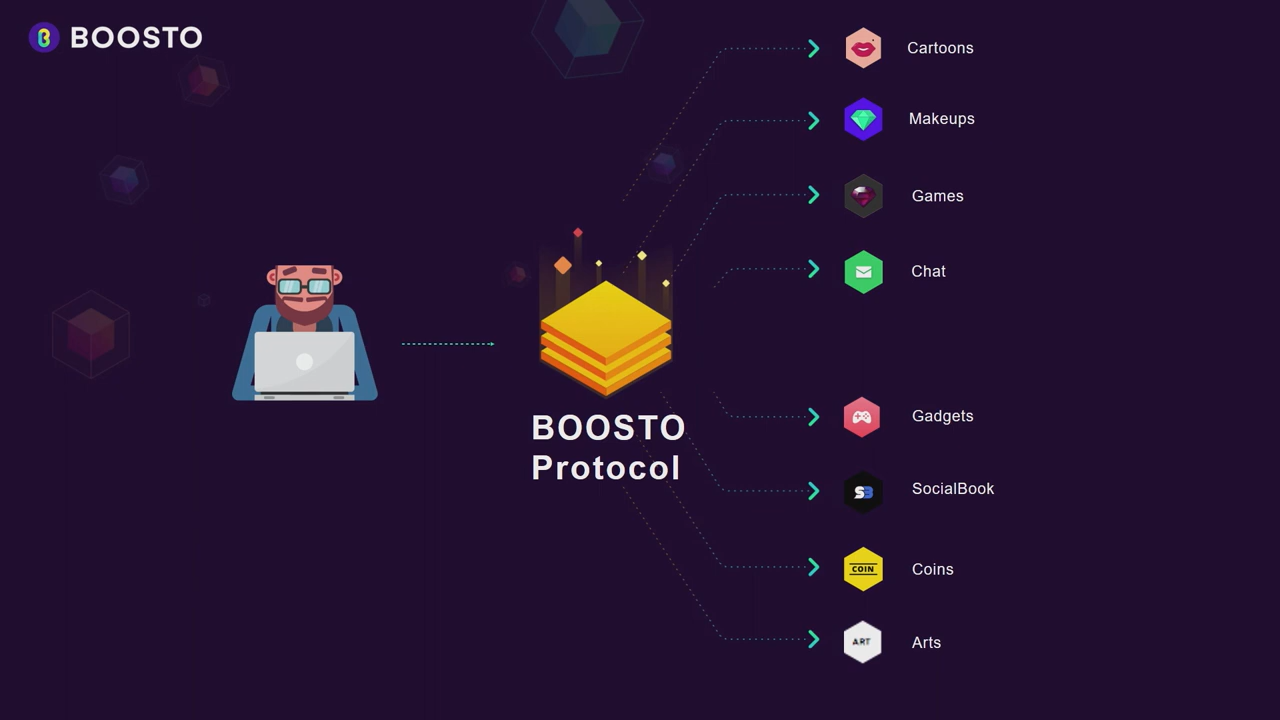 BOOSTO
Cartoons
Makeups
Games
Chat
BOOSTO
Protocol
Gadgets
SB
SocialBook
COIN
Coins
ART
Arts